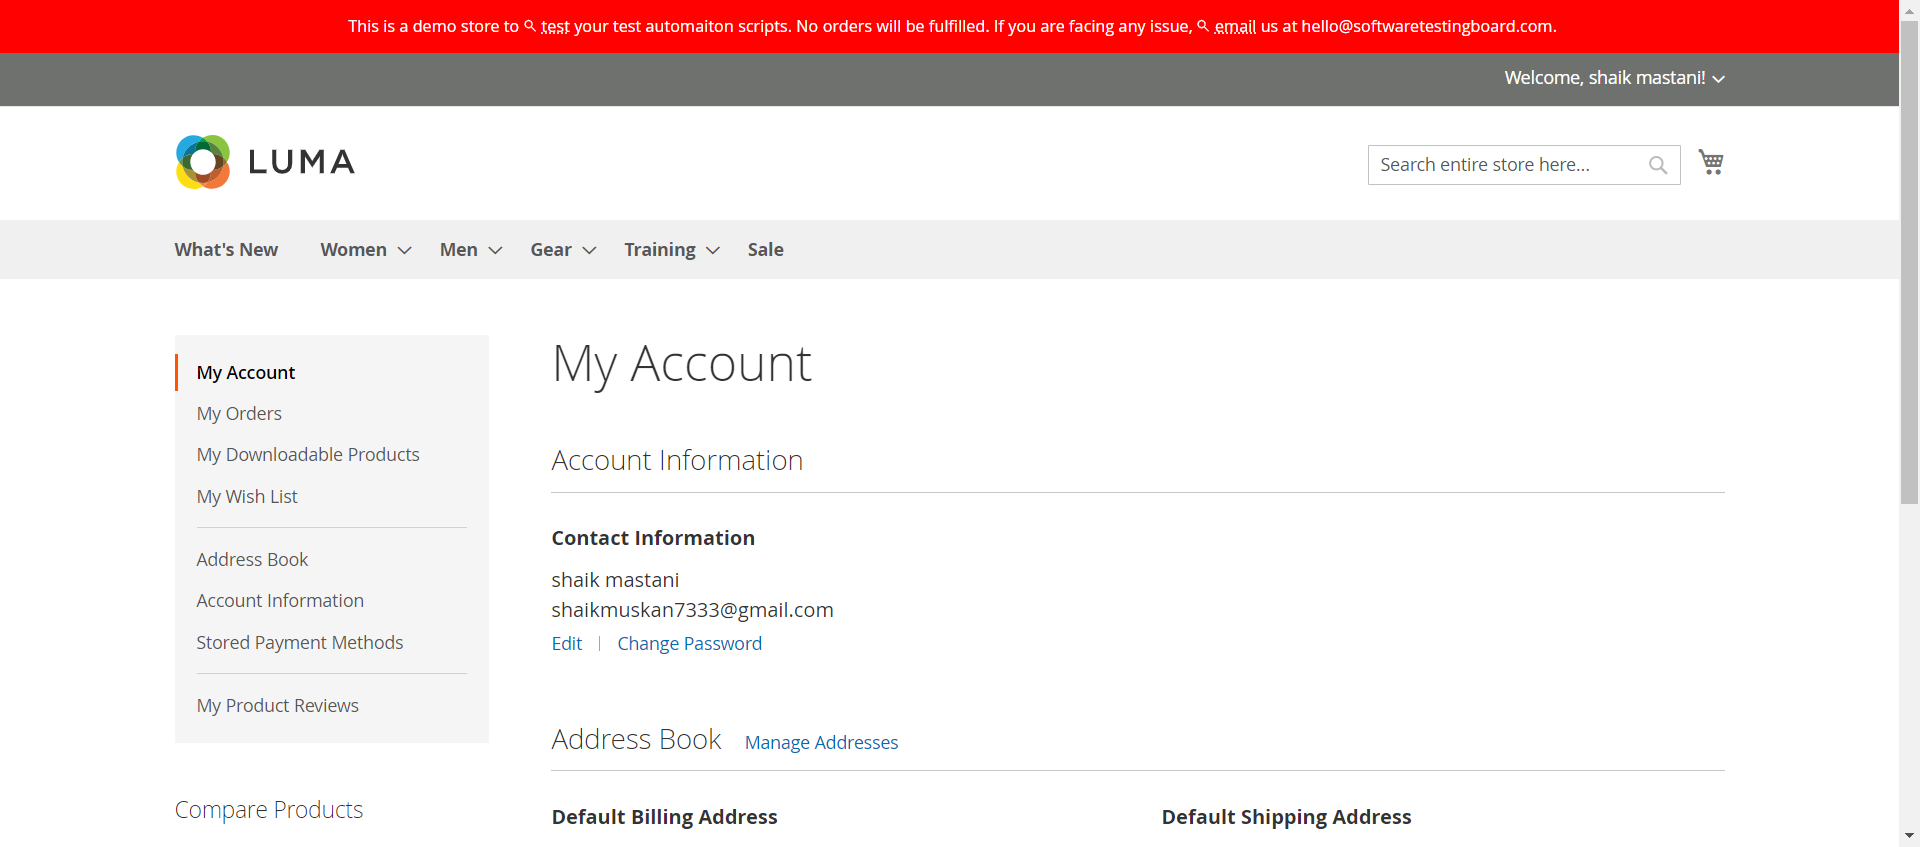 This is a demo store to test your test automaiton scripts. No orders will be fulfilled. If you are facing any issue, email us at hello@softwaretestingboard.com.
Welcome, shaik mastani!
LUMA
Search entire store here...
What's New Women Men Gear Training Sale
My Account
My Orders
My Downloadable Products
My Wish List
Address Book
Account Information
Stored Payment Methods
My Product Reviews
Compare Products
My Account
Account Information
Contact Information
shaik mastani
shaikmuskan7333@gmail.com
Edit | Change Password
Address Book Manage Addresses
Default Billing Address Default Shipping Address